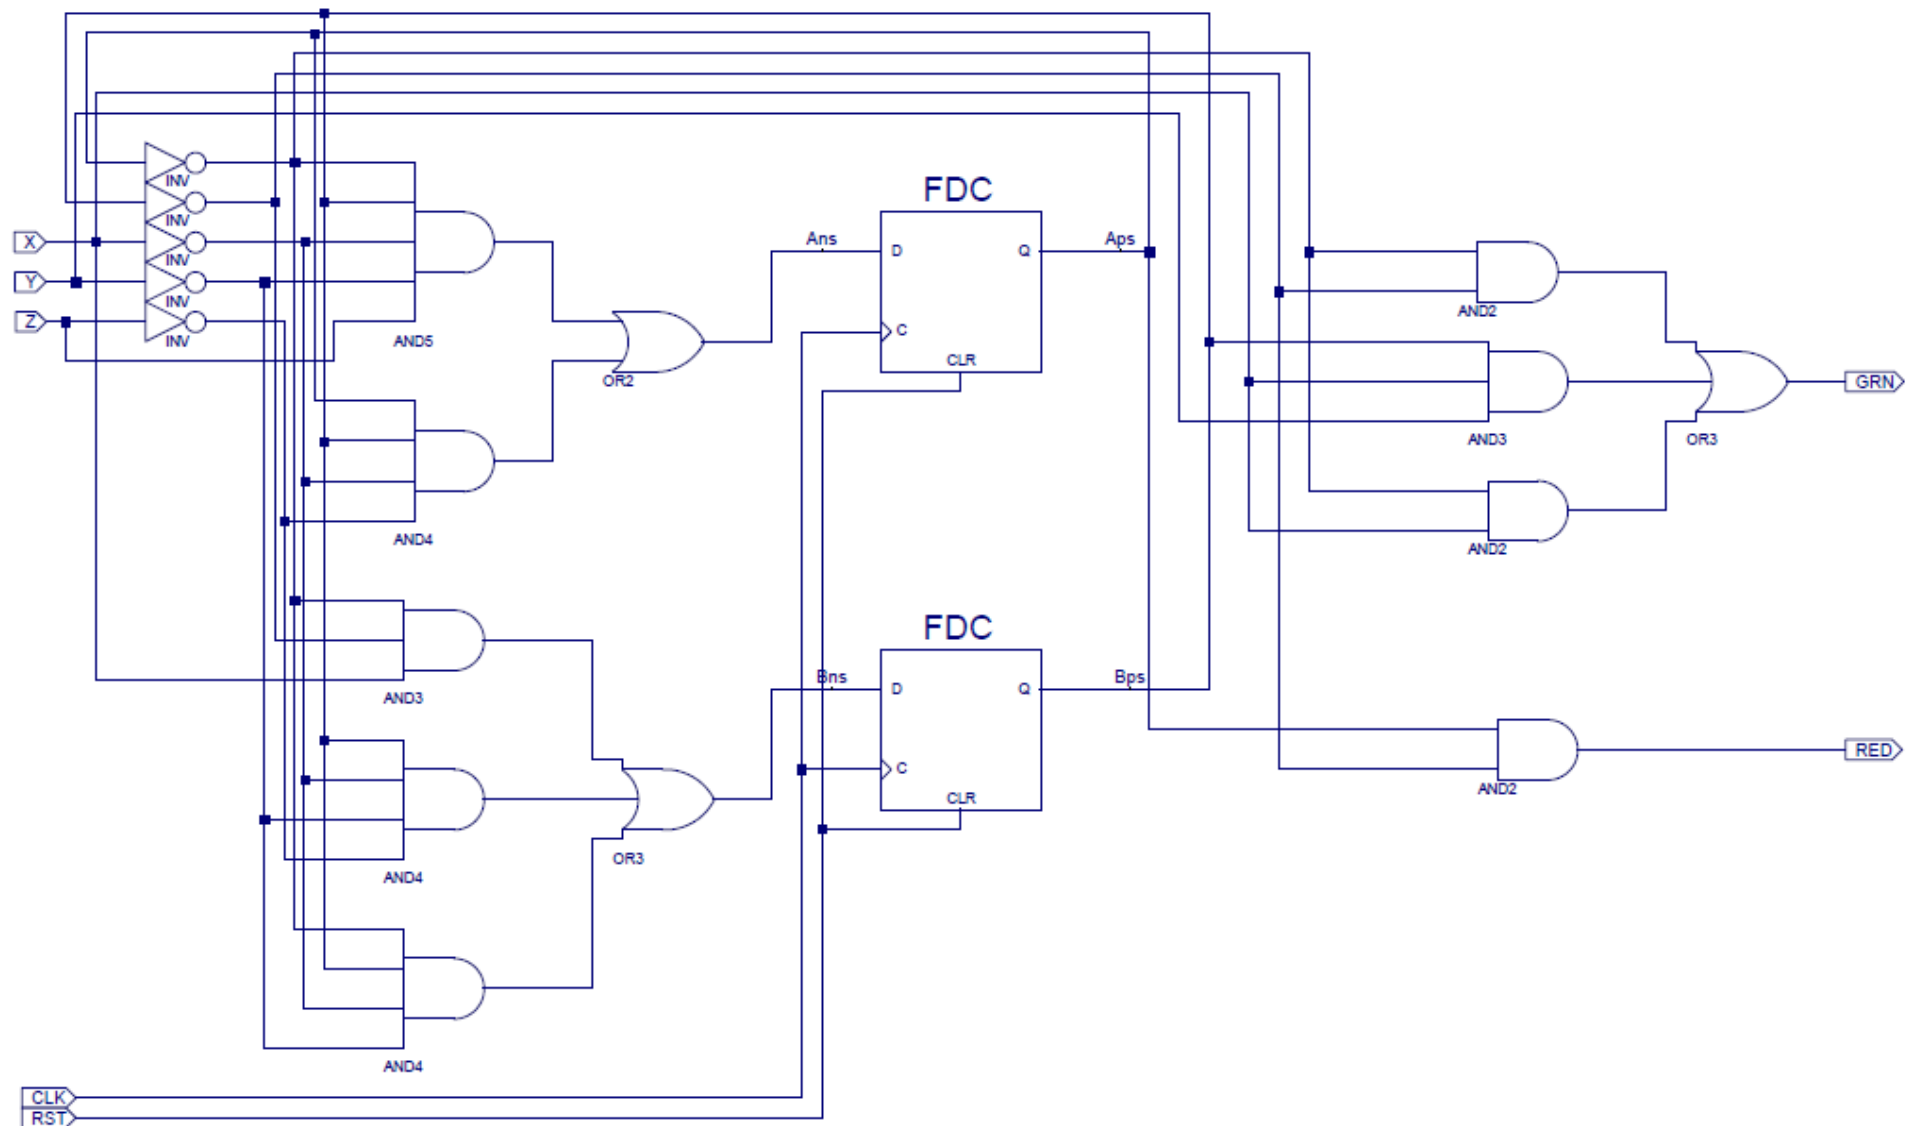 FDC
INV
INV
X
INV
Ans
D
Q
Aps
Y
INV
Z
INV
AND5
C
CLR
OR2
AND2
GRN
AND3
OR3
AND4
AND2
FDC
Bns
D
Q
Bps
AND3
C
CLR
RED
AND2
OR3
AND4
AND4
CLK
RST